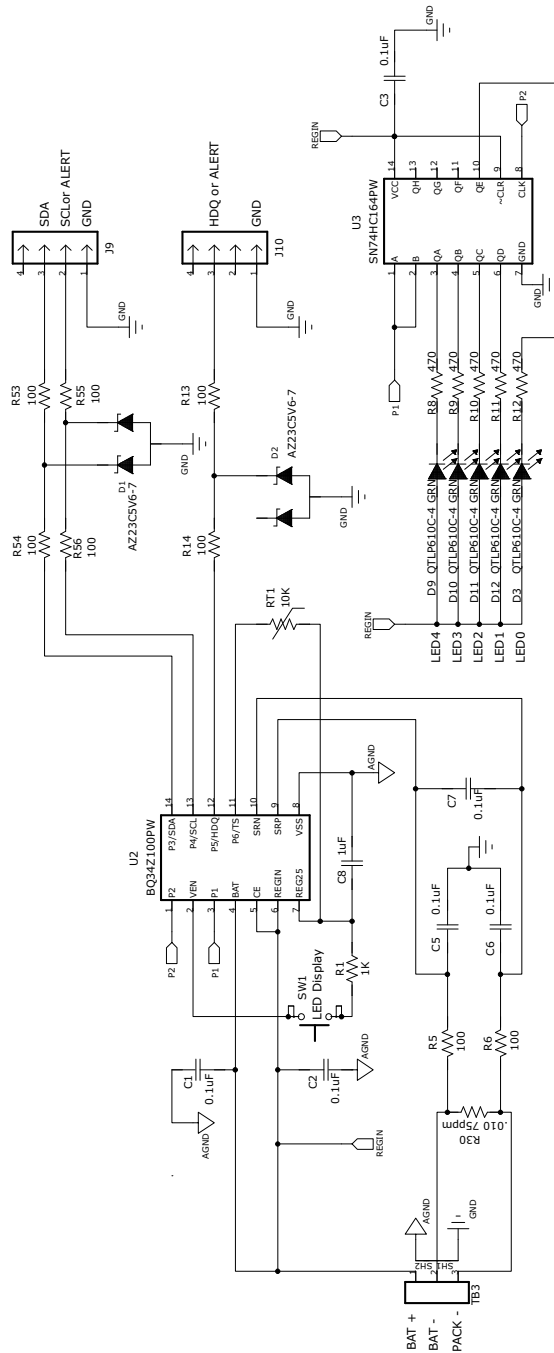 BAT +
BAT -
PACK -
TB3
1
2
3
SH1
SH2
AGND
GND
R30
.010 75ppm
R5
100
R6
100
C5
0.1uF
C6
0.1uF
C7
0.1uF
AGND
C1
0.1uF
C2
0.1uF
AGND
REGIN
SW1
LED Display
R1
1K
C8
1uF
AGND
U2
BQ34Z100PW
P2
P1
1
P2
2
VEN
3
P1
4
BAT
5
CE
6
REGIN
7
REG25
14
P3/SDA
13
P4/SCL
12
P5/HDQ
11
P6/TS
10
SRN
9
SRP
8
VSS
RT1
10K
R54
100
R56
100
R53
100
R55
100
D1
AZ23C5V6-7
GND
R14
100
R13
100
D2
AZ23C5V6-7
GND
J9
4
3
2
1
SDA
SCLor ALERT
GND
GND
J10
4
3
2
1
HDQ or ALERT
GND
GND
REGIN
LED4
LED3
LED2
LED1
LED0
D9 QTLP610C-4 GRN
D10 QTLP610C-4 GRN
D11 QTLP610C-4 GRN
D12 QTLP610C-4 GRN
D3 QTLP610C-4 GRN
R8 470
R9 470
R10 470
R11 470
R12 470
P1
U3
SN74HC164PW
1
A
2
B
3
QA
4
QB
5
QC
6
QD
7
GND
14
VCC
13
QH
12
QG
11
QF
10
QE
9
~CLR
8
CLK
GND
P2
REGIN
C3
0.1uF
GND